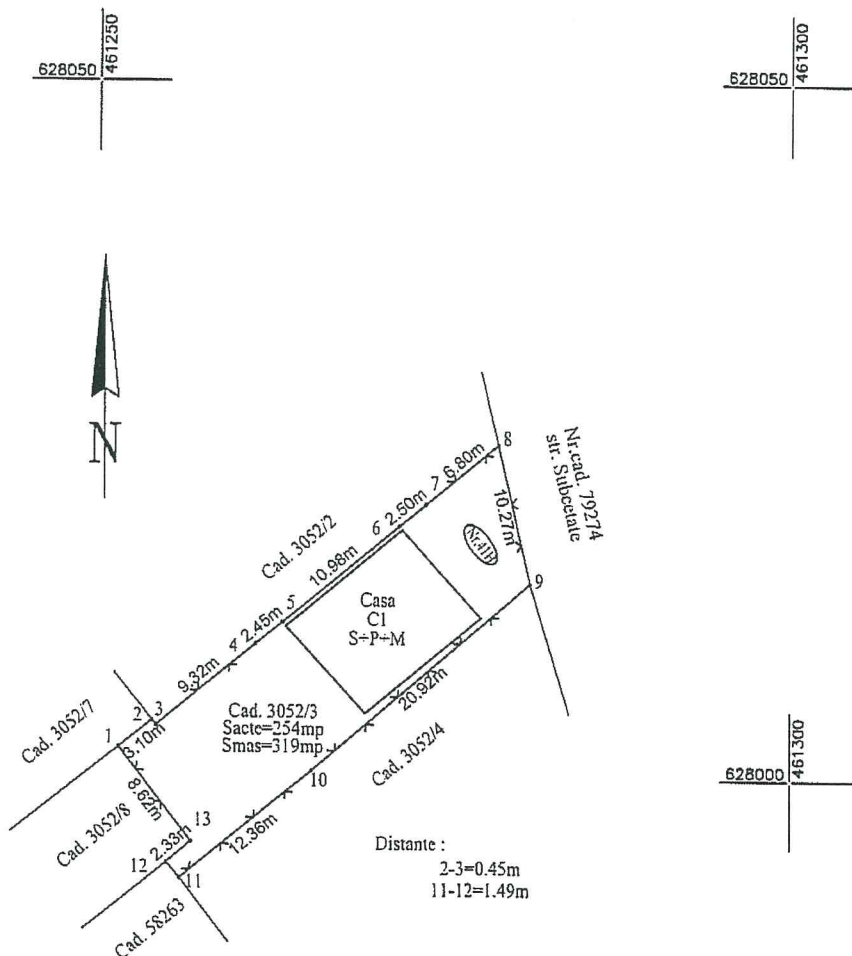 628050
461250
628050
461300
N
8
Nr.cad. 79274
str. Subcetate
6.80m
7
2.50m
10.27m
6
Cad. 3052/2
10.98m
Nr.41H
9
5
Casa
C1
S+P+M
2.45m
4
9.32m
20.92m
Cad. 3052/3
Sacte=254mp
Smas=319mp
Cad. 3052/7
2
3
1
3.10m
Cad. 3052/4
628000
461300
8.62m
10
Cad. 3052/8
13
2.33m
12
12.36m
11
Distante :
2-3=0.45m
11-12=1.49m
Cad. 58263